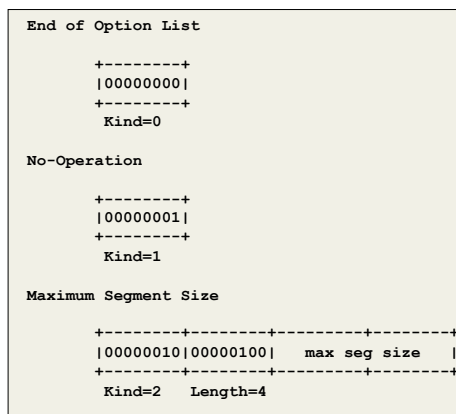 End of Option List
+--------+
|00000000|
+--------+
Kind=0
No-Operation
+--------+
|00000001|
+--------+
Kind=1
Maximum Segment Size
+--------+--------+---------+--------+
|00000010|00000100|   max seg size   |
+--------+--------+---------+--------+
Kind=2   Length=4